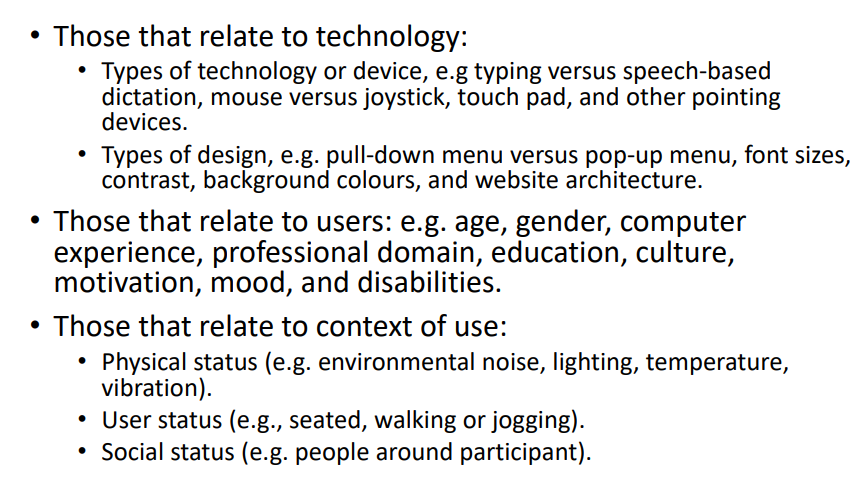 • Those that relate to technology:
• Types of technology or device, e.g typing versus speech-based
dictation, mouse versus joystick, touch pad, and other pointing
devices.
• Types of design, e.g. pull-down menu versus pop-up menu, font sizes,
contrast, background colours, and website architecture.
• Those that relate to users: e.g. age, gender, computer
experience, professional domain, education, culture,
motivation, mood, and disabilities.
• Those that relate to context of use:
• Physical status (e.g. environmental noise, lighting, temperature,
vibration).
• User status (e.g., seated, walking or jogging).
• Social status (e.g. people around participant).